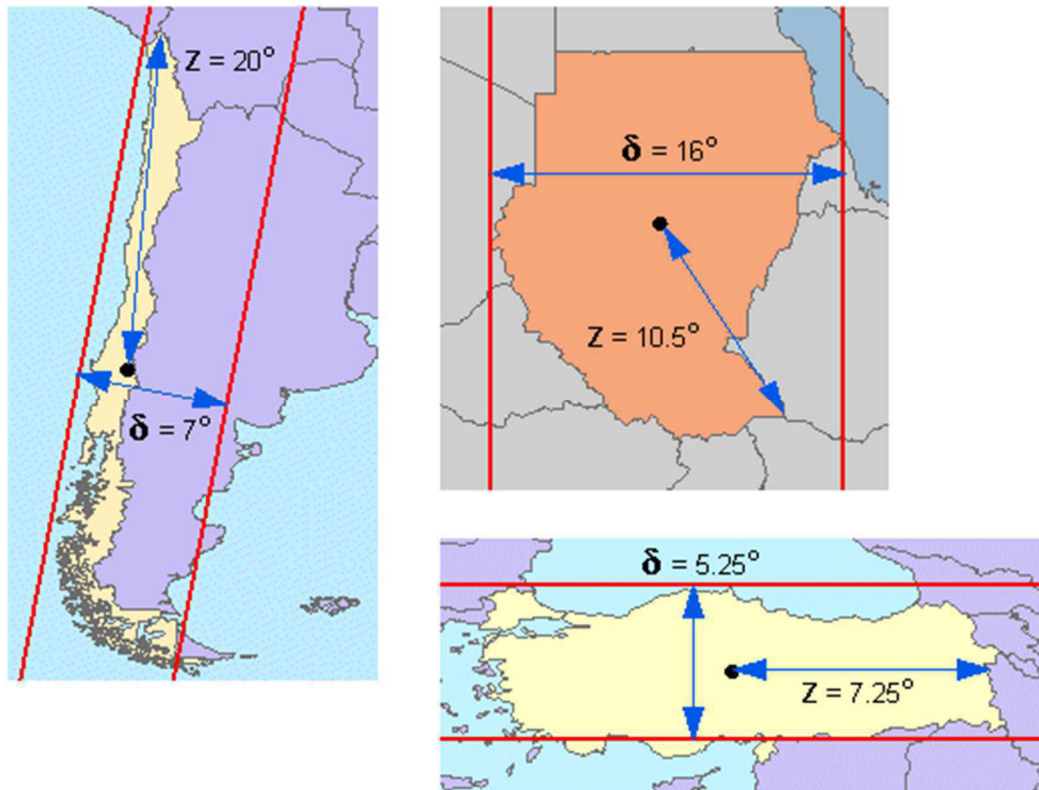 Z = 20°
δ = 7°
δ = 16°
Z = 10.5°
δ = 5.25°
Z = 7.25°